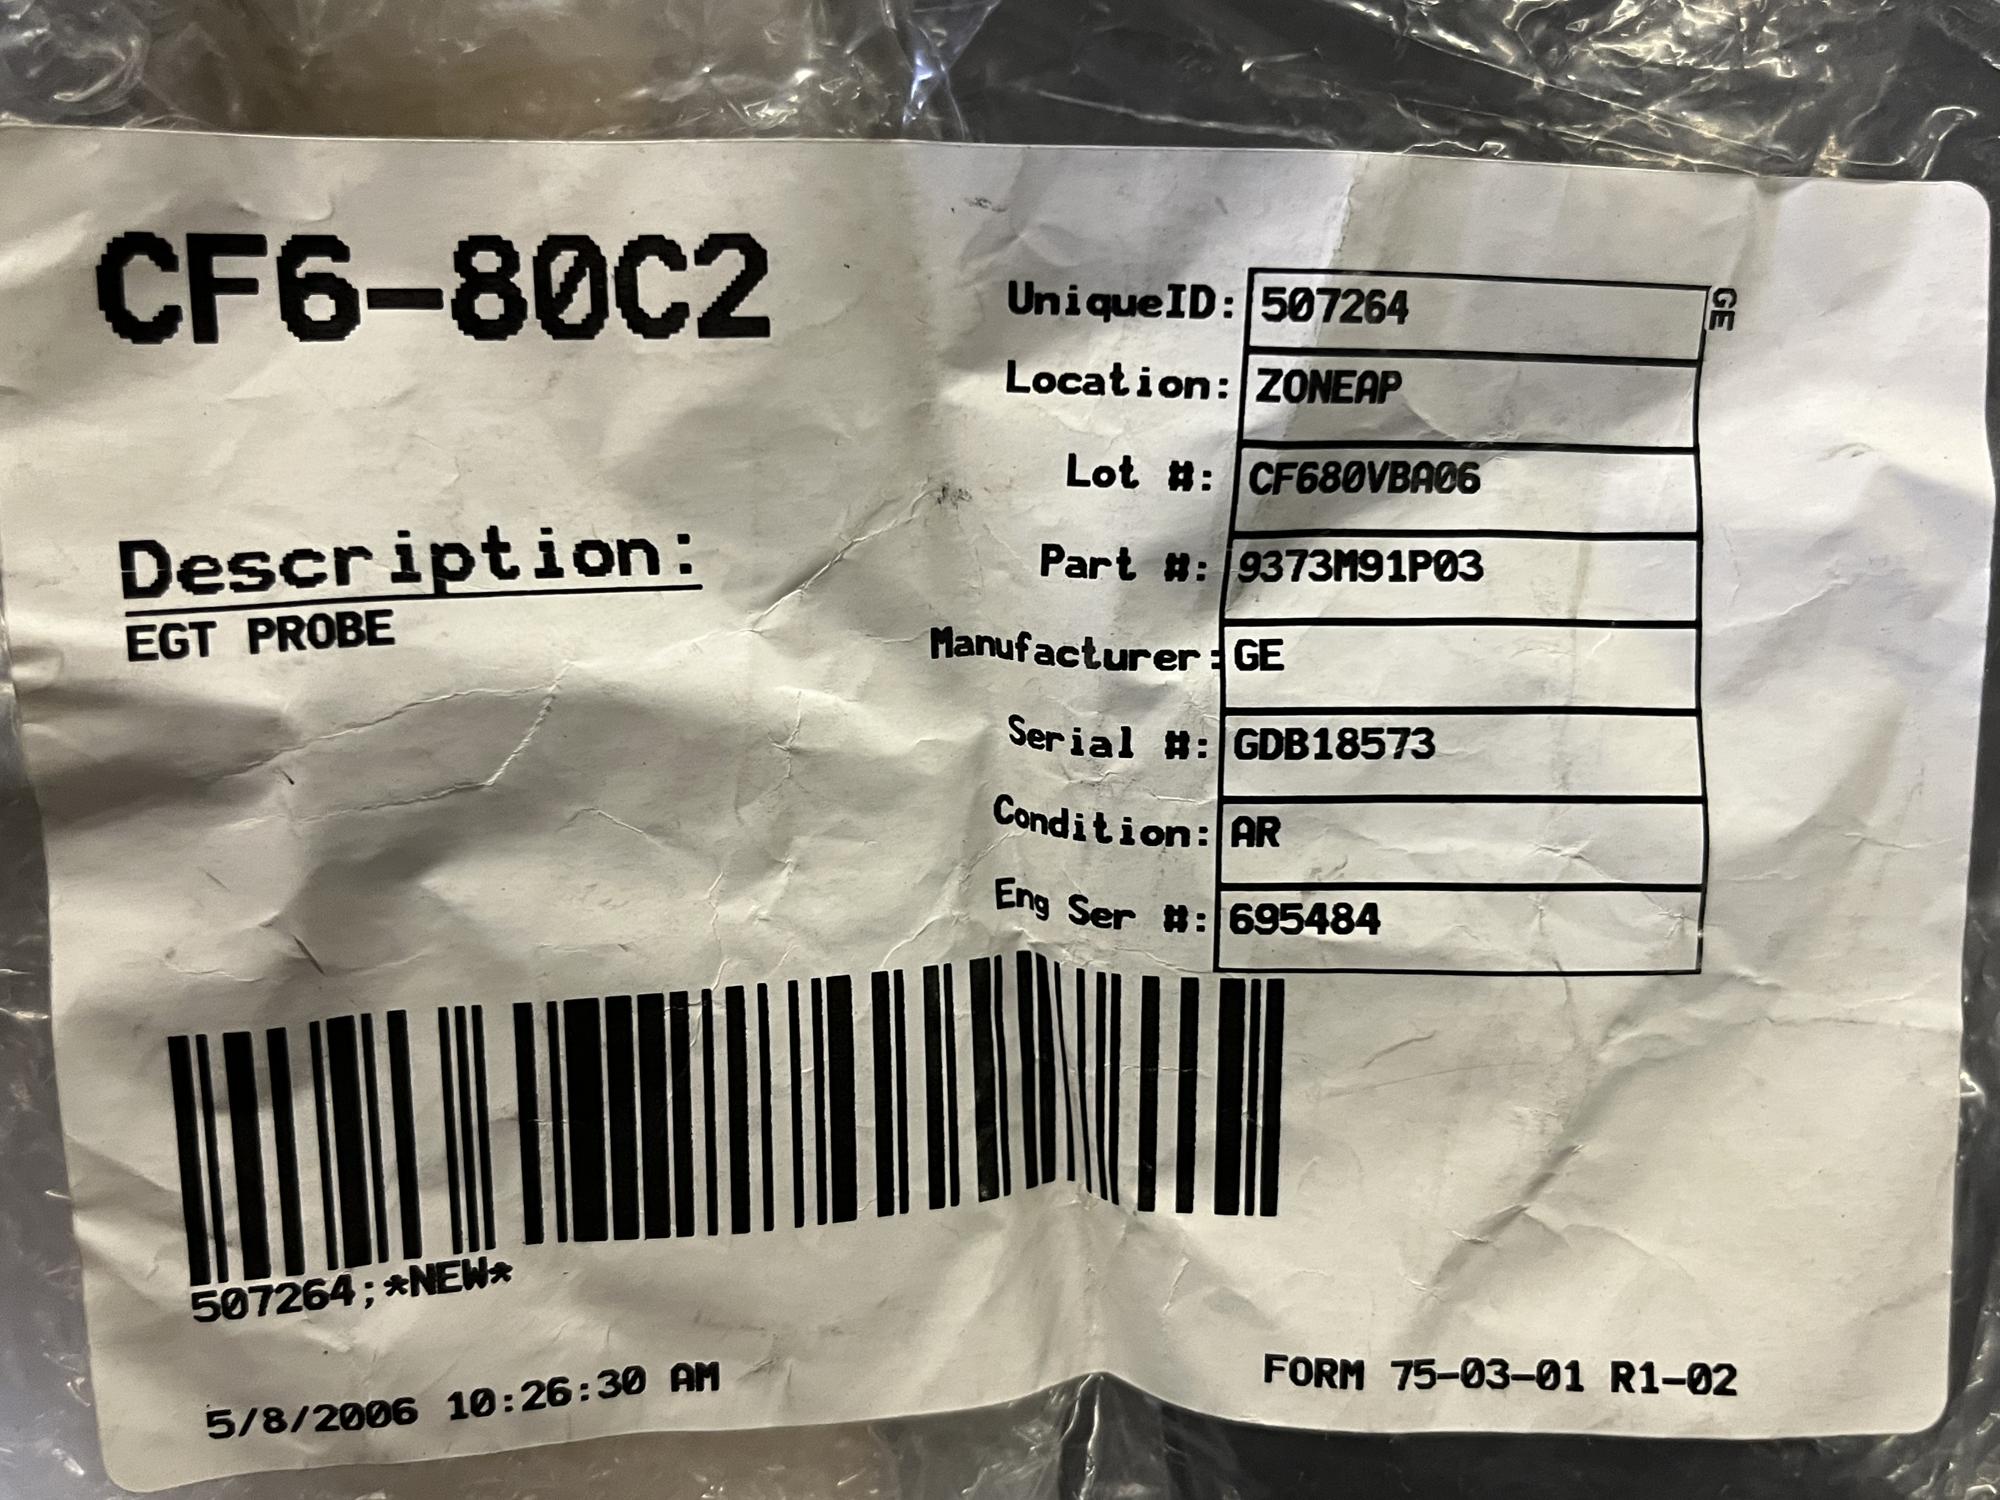 CF6-80C2
Description:
EGT PROBE
UniqueID: 507264
GE
Location: ZONEAP
Lot #: CF680VBA06
Part #: 9373M91P03
Manufacturer: GE
Serial #: GDB18573
Condition: AR
Eng Ser #: 695484
507264;*NEW*
5/8/2006 10:26:30 AM
FORM 75-03-01 R1-02